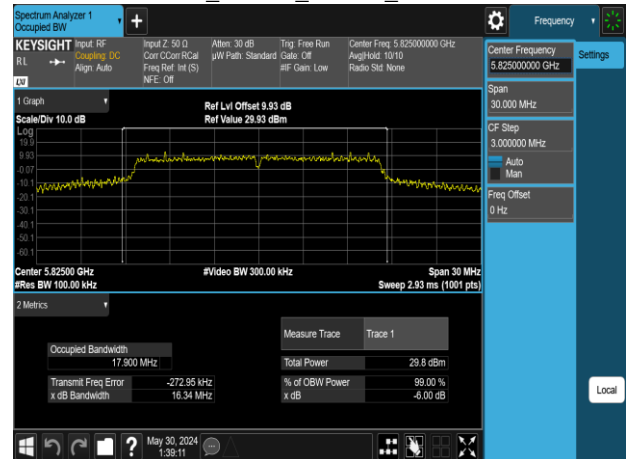 Spectrum Analyzer 1
Occupied BW
Frequency
KEYSIGHT
RL
LXI
Input: RF
Coupling: DC
Align: Auto
Input Z: 50 Ω
Corr CCorr RCal
Freq Ref: Int (S)
NFE: Off
Atten: 30 dB
µW Path: Standard
Trig: Free Run
Gate: Off
#IF Gain: Low
Center Freq: 5.825000000 GHz
Avg|Hold: 10/10
Radio Std: None
Center Frequency
5.825000000 GHz
Settings
Span
30.000 MHz
CF Step
3.000000 MHz
Auto
Man
Freq Offset
0 Hz
Local
1 Graph
Scale/Div 10.0 dB
Ref Lvl Offset 9.93 dB
Ref Value 29.93 dBm
Log
19.9
9.93
-0.07
-10.1
-20.1
-30.1
-40.1
-50.1
-60.1
Center 5.82500 GHz
#Video BW 300.00 kHz
Span 30 MHz
#Res BW 100.00 kHz
Sweep 2.93 ms (1001 pts)
2 Metrics
Measure Trace
Trace 1
Occupied Bandwidth
17.900 MHz
Total Power
29.8 dBm
Transmit Freq Error
-272.95 kHz
% of OBW Power
99.00 %
x dB Bandwidth
16.34 MHz
x dB
-6.00 dB
?
May 30, 2024
1:39:11